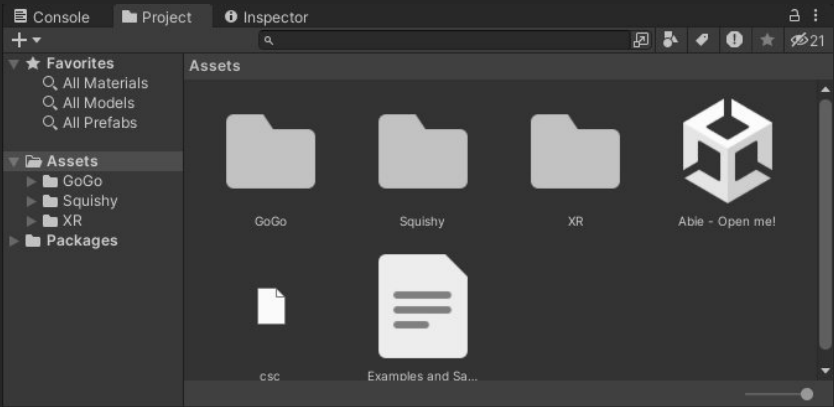 Console Project Inspector
21
Favorites
All Materials
All Models
All Prefabs
Assets
GoGo
Squishy
XR
Packages
Assets
GoGo Squishy XR Abie - Open me!
csc Examples and Sa...